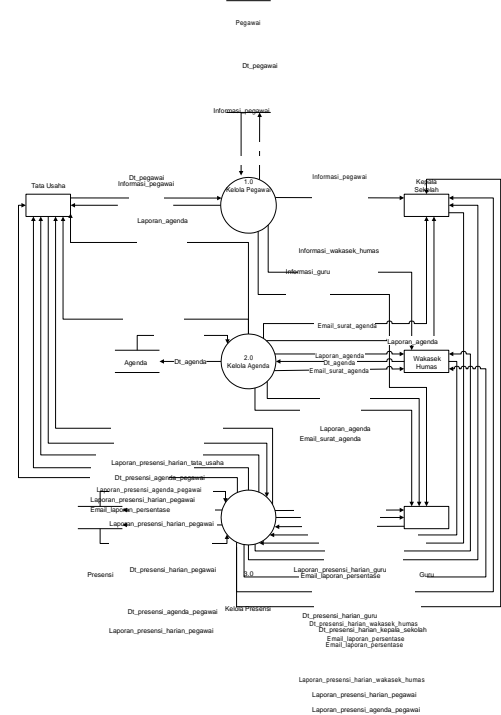 Pegawai
Dt_pegawai
Informasi_pegawai
Dt_pegawai
Informasi_pegawai
Informasi_pegawai
Tata Usaha
1.0
Kelola Pegawai
Kepala
Sekolah
Laporan_agenda
Informasi_wakasek_humas
Informasi_guru
Email_surat_agenda
Laporan_agenda
Agenda
Dt_agenda
2.0
Kelola Agenda
Laporan_agenda
Dt_agenda
Email_surat_agenda
Wakasek
Humas
Laporan_agenda
Email_surat_agenda
Laporan_presensi_harian_tata_usaha
Dt_presensi_agenda_pegawai
Laporan_presensi_agenda_pegawai
Laporan_presensi_harian_pegawai
Email_laporan_persentase
Laporan_presensi_harian_pegawai
Presensi
Dt_presensi_harian_pegawai
3.0
Laporan_presensi_harian_guru
Email_laporan_persentase
Guru
Dt_presensi_agenda_pegawai
Kelola Presensi
Dt_presensi_harian_guru
Dt_presensi_harian_wakasek_humas
Laporan_presensi_harian_pegawai
Dt_presensi_harian_kepala_sekolah
Email_laporan_persentase
Email_laporan_persentase
Laporan_presensi_harian_wakasek_humas
Laporan_presensi_harian_pegawai
Laporan_presensi_agenda_pegawai